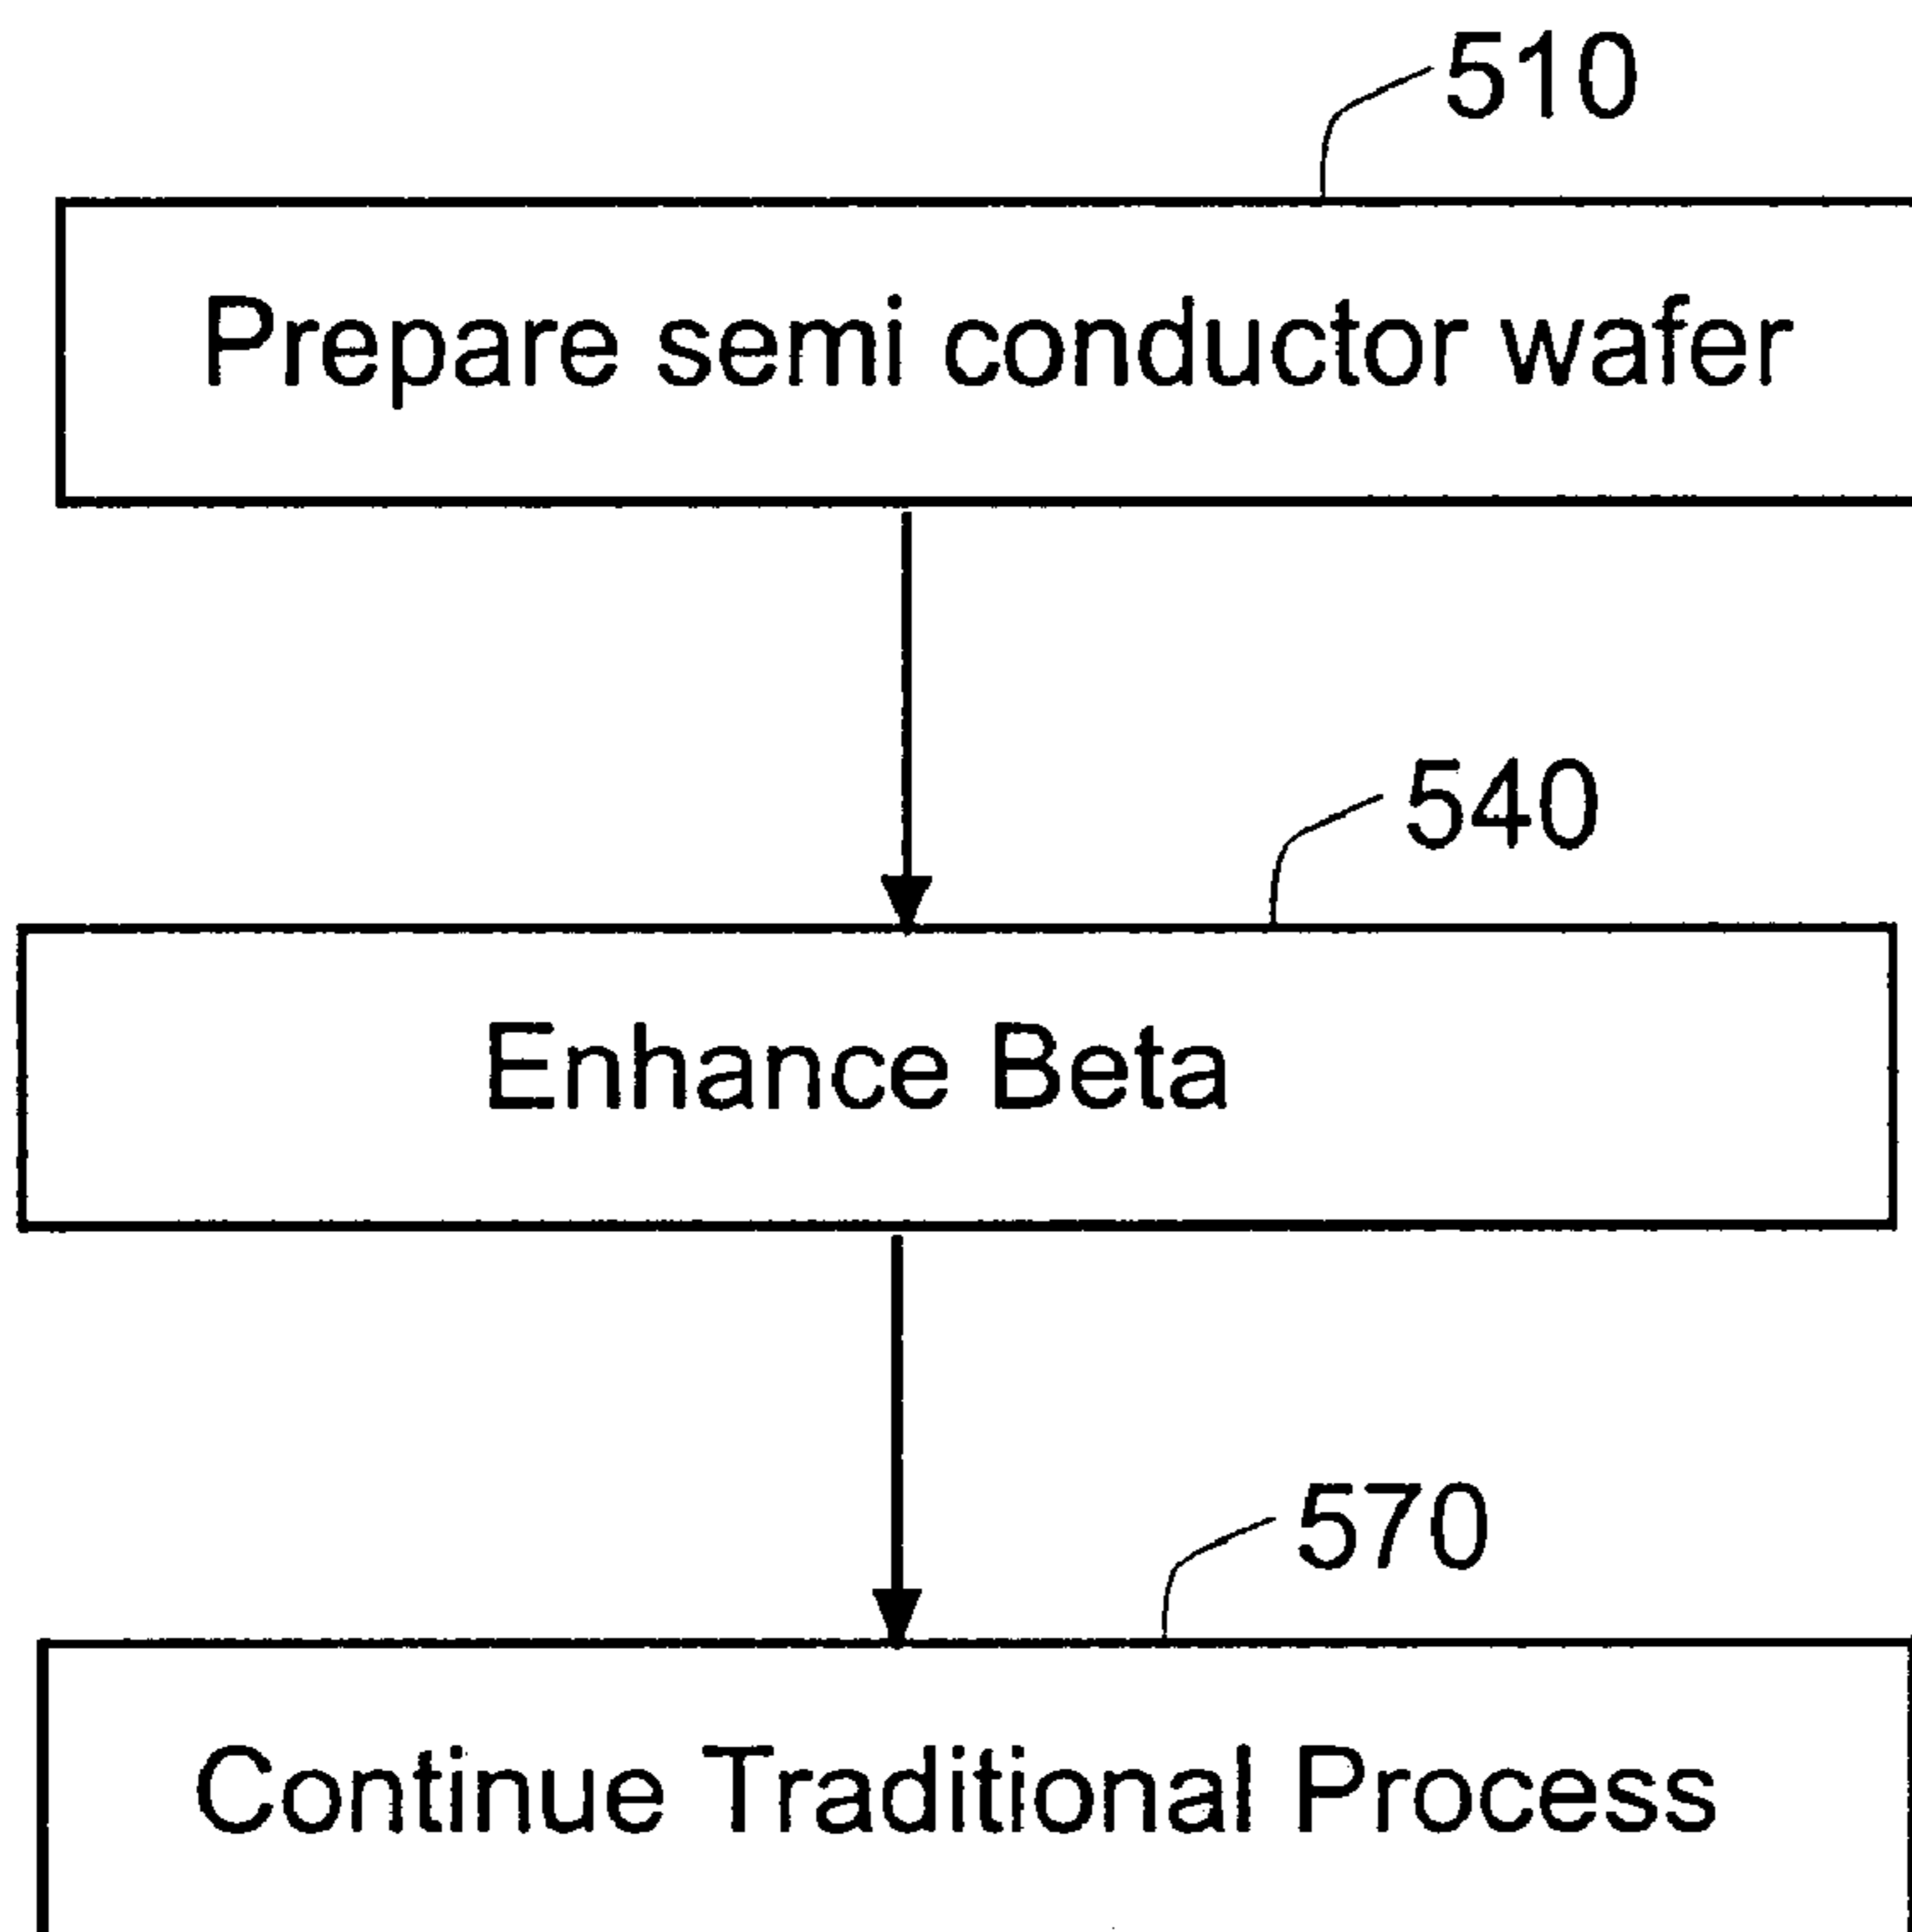 510
Prepare semi conductor wafer
540
Enhance Beta
570
Continue Traditional Process